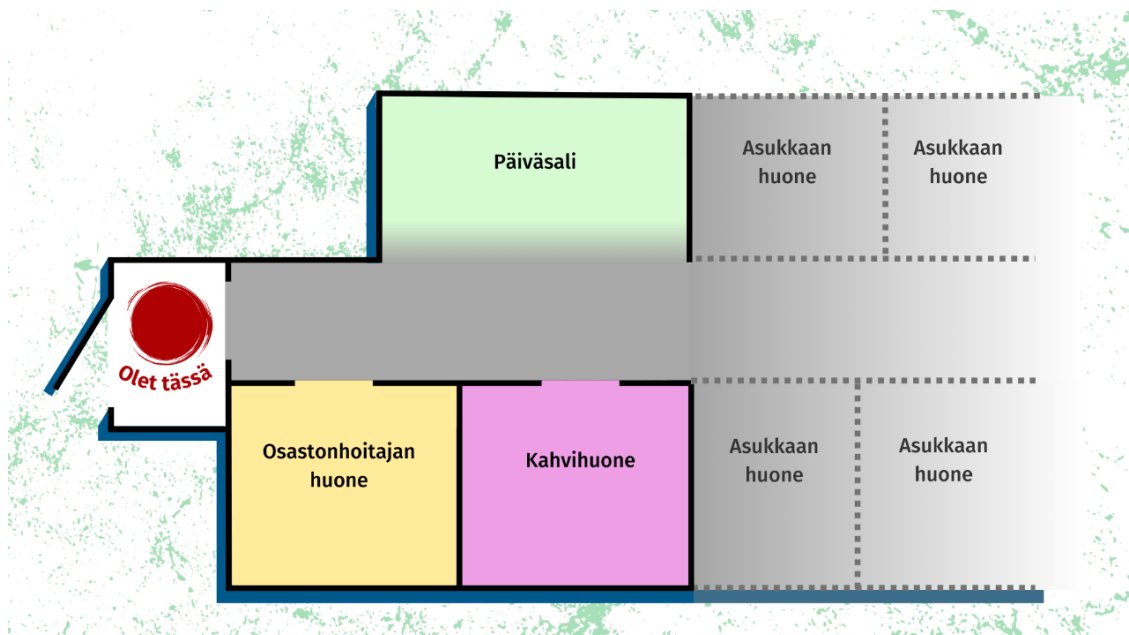 Päiväsali
Asukkaan
huone
Asukkaan
huone
Olet tässä
Osastonhoitajan
huone
Kahvihuone
Asukkaan
huone
Asukkaan
huone